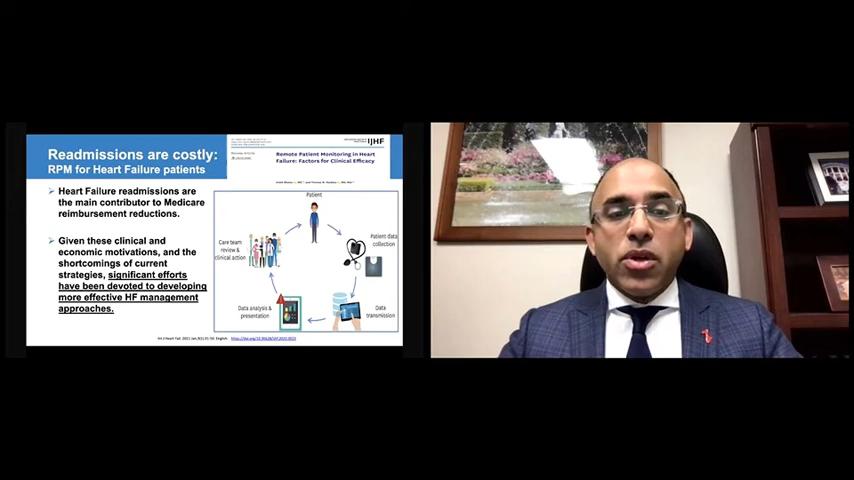 Readmissions are costly:
RPM for Heart Failure patients
IJHF
Remote Patient Monitoring in Heart
Failure: Factors for Clinical Efficacy
Heart Failure readmissions are
the main contributor to Medicare
reimbursement reductions.
Given these clinical and
economic motivations, and the
shortcomings of current
strategies, significant efforts
have been devoted to developing
more effective HF management
approaches.
Patient
Patient data
collection
Data
transmission
Data analysis &
presentation
Care team
review &
clinical action